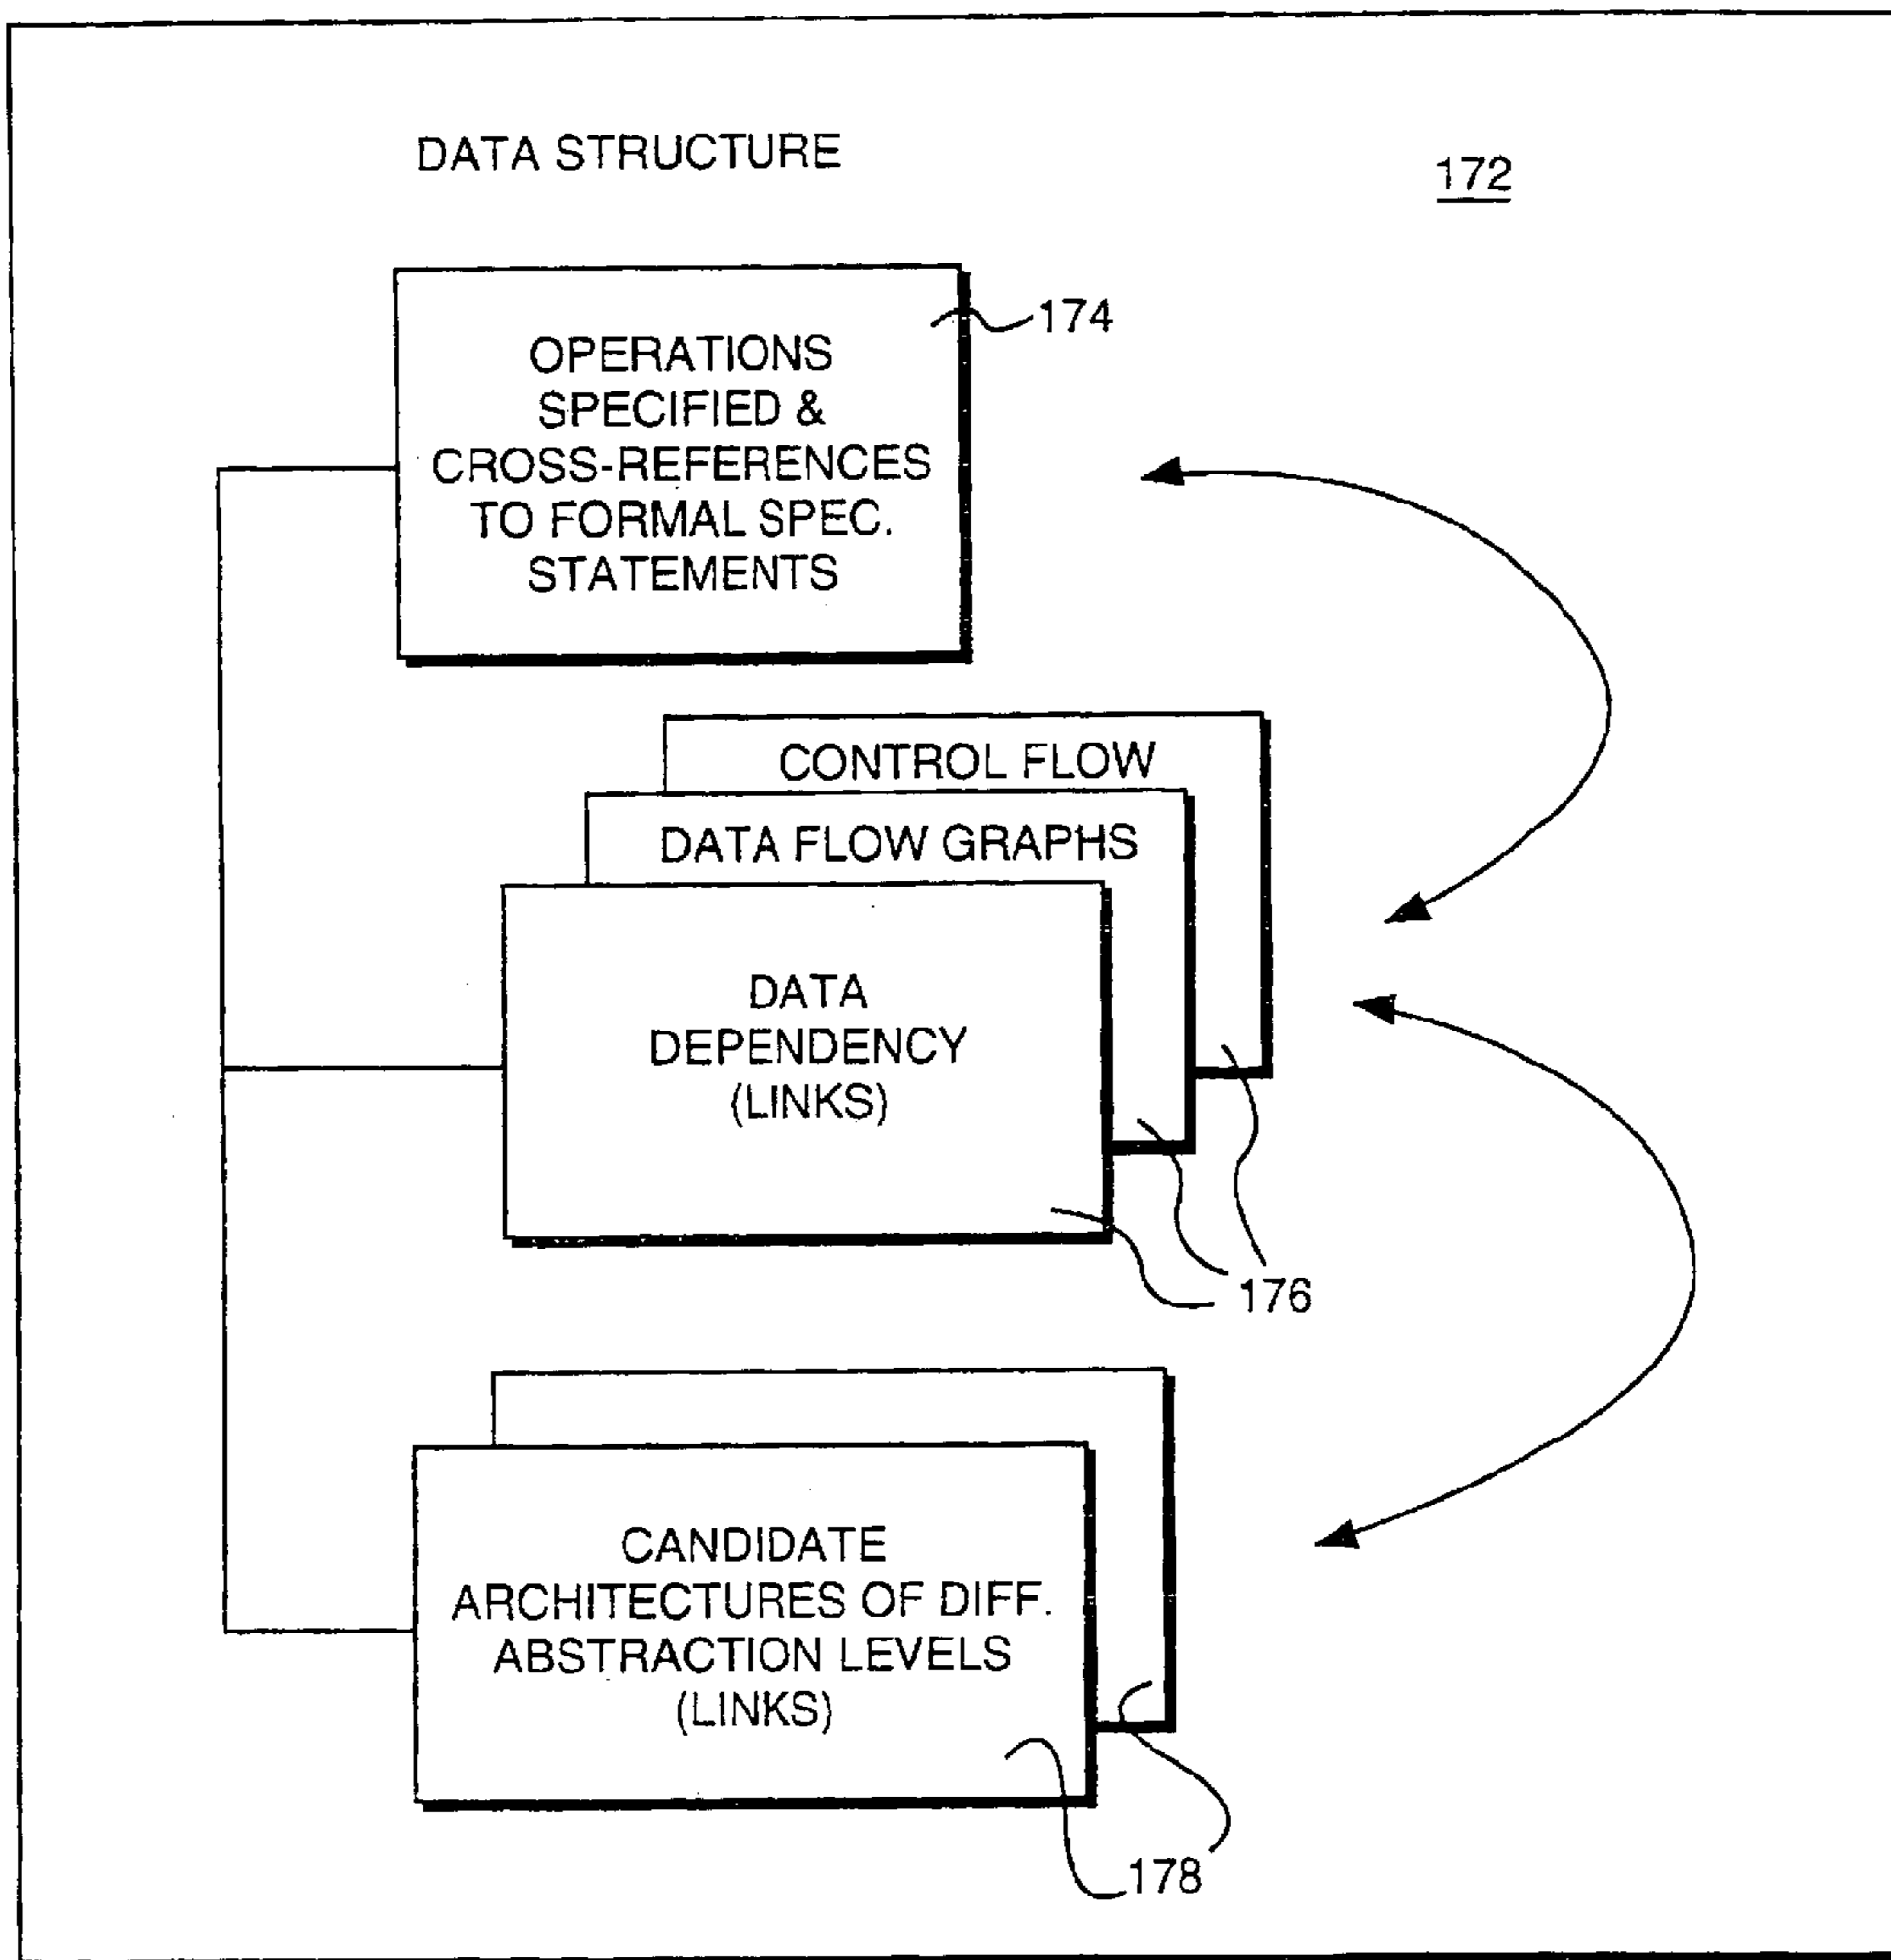 DATA STRUCTURE
172
OPERATIONS
SPECIFIED &
CROSS-REFERENCES
TO FORMAL SPEC.
STATEMENTS
174
CONTROL FLOW
DATA FLOW GRAPHS
DATA
DEPENDENCY
(LINKS)
176
CANDIDATE
ARCHITECTURES OF DIFF.
ABSTRACTION LEVELS
(LINKS)
178